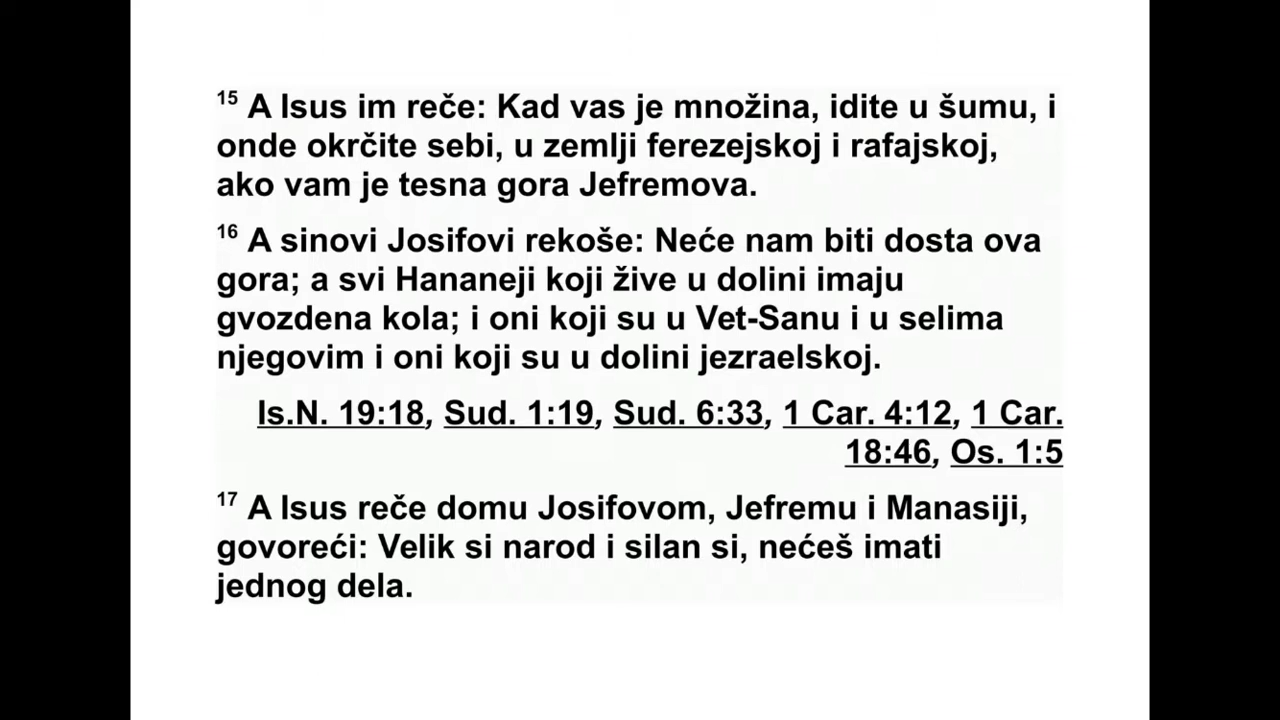 15 A Isus im reče: Kad vas je množina, idite u šumu, i
onde okrčite sebi, u zemlji ferezejskoj i rafajskoj,
ako vam je tesna gora Jefremova.
16 A sinovi Josifovi rekoše: Neće nam biti dosta ova
gora; a svi Hananeji koji žive u dolini imaju
gvozdena kola; i oni koji su u Vet-Sanu i u selima
njegovim i oni koji su u dolini jezraelskoj.
Is.N. 19:18, Sud. 1:19, Sud. 6:33, 1 Car. 4:12, 1 Car.
18:46, Os. 1:5
17 A Isus reče domu Josifovom, Jefremu i Manasiji,
govoreći: Velik si narod i silan si, nećeš imati
jednog dela.